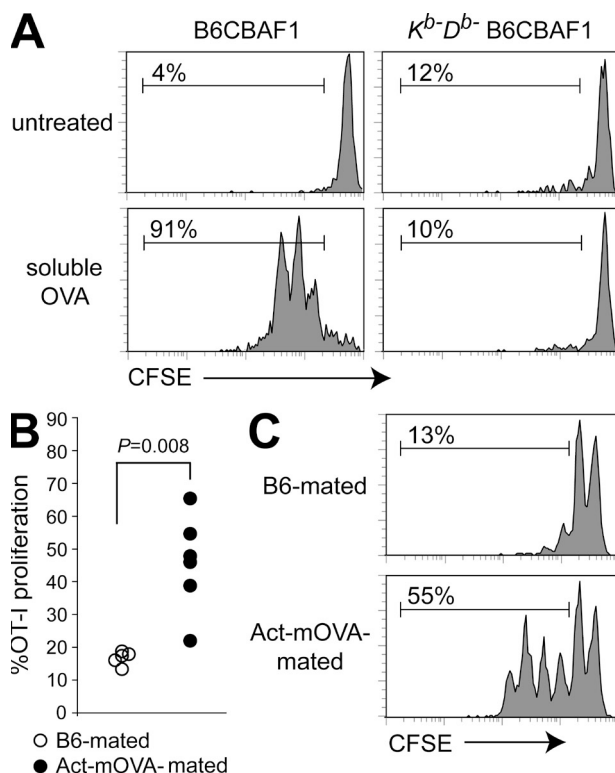 A
B6CBAF1
Kᵇ⁻Dᵇ⁻ B6CBAF1
untreated
4%
12%
soluble
OVA
91%
10%
CFSE
B
90
80
70
60
50
40
30
20
10
0
%OT-I proliferation
P=0.008
B6-mated
Act-mOVA-mated
C
B6-mated
13%
Act-mOVA-
mated
55%
CFSE